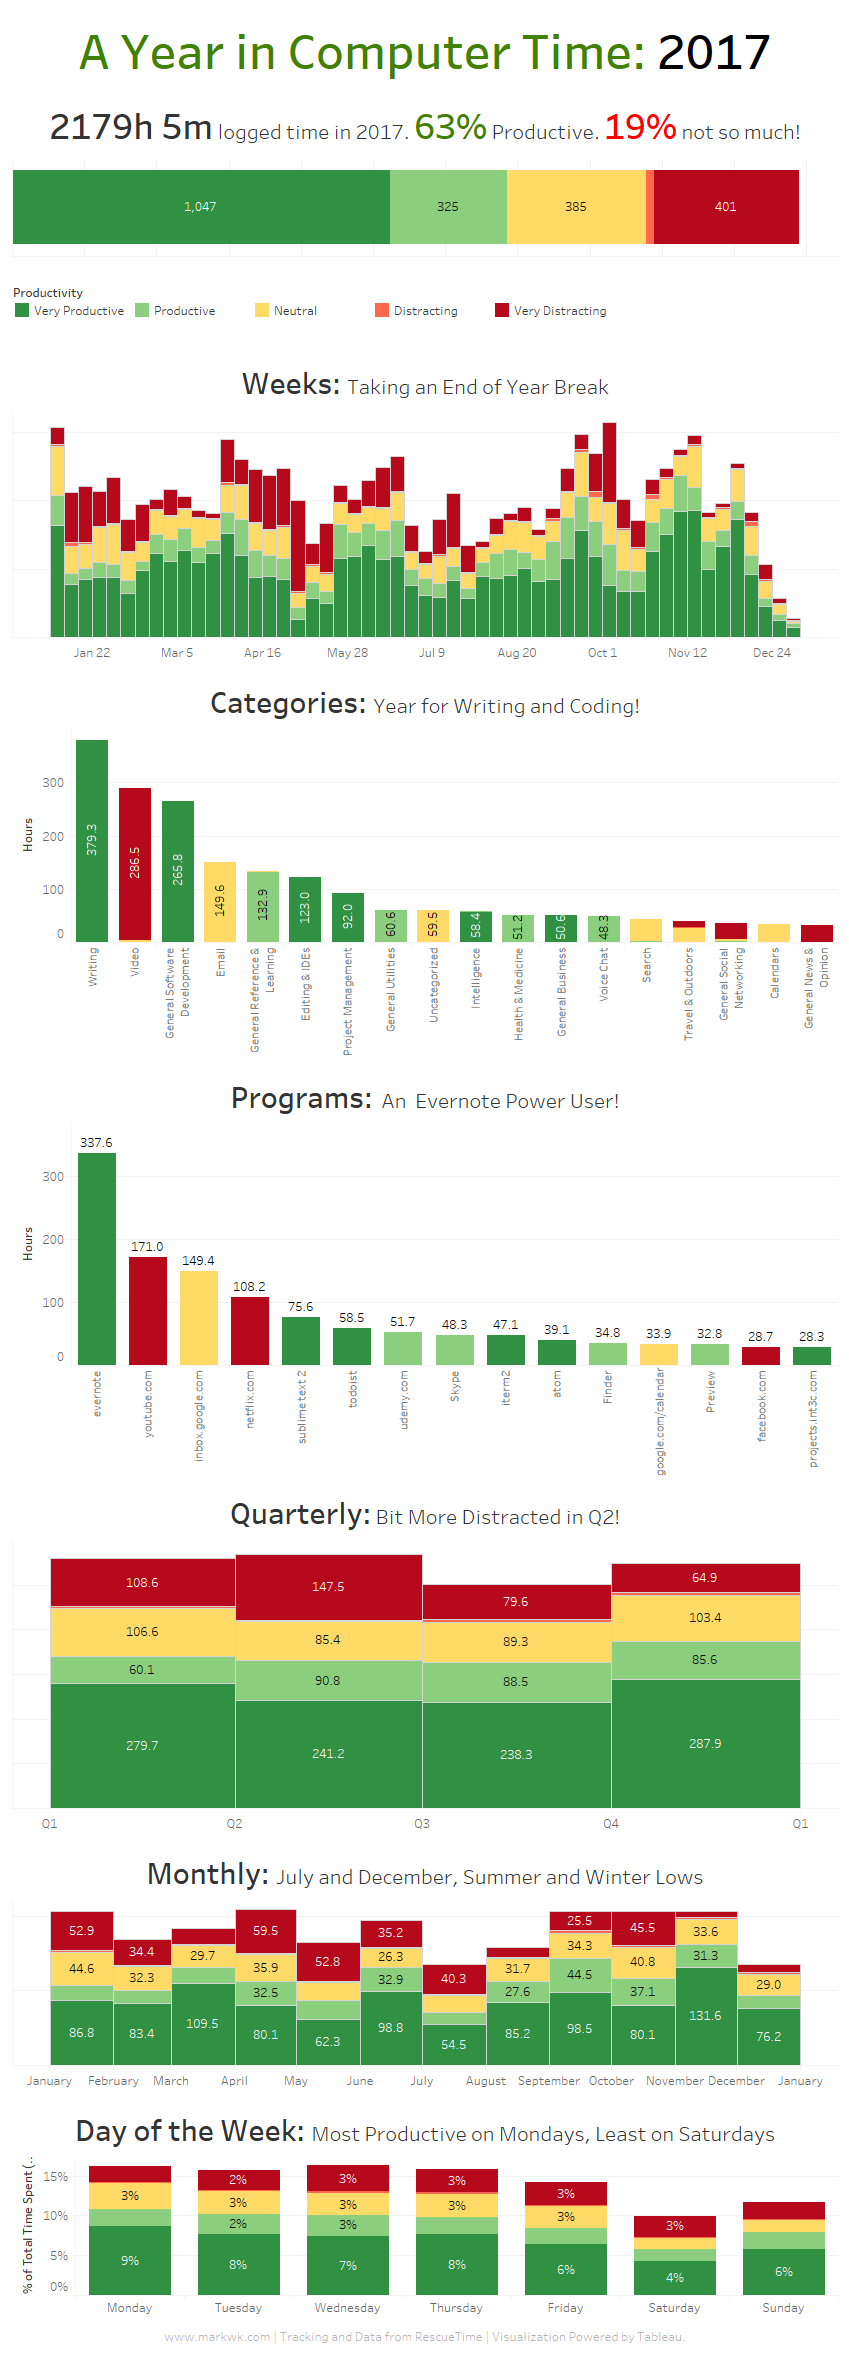 A Year in Computer Time: 2017
2179h 5m logged time in 2017. 63% Productive. 19% not so much!
1,047 325 385 401
Productivity
Very Productive Productive Neutral Distracting Very Distracting
Weeks: Taking an End of Year Break
Jan 22 Mar 5 Apr 16 May 28 Jul 9 Aug 20 Oct 1 Nov 12 Dec 24
Categories: Year for Writing and Coding!
Hours
300
200
100
0
379.3 286.5 265.8 149.6 132.9 123.0 92.0 60.6 59.5 58.4 51.2 50.6 48.3
Writing
Video
General Software
Development
Email
General Reference &
Learning
Editing & IDEs
Project Management
General Utilities
Uncategorized
Intelligence
Health & Medicine
General Business
Voice Chat
Search
Travel & Outdoors
General Social
Networking
Calendars
General News &
Opinion
Programs: An Evernote Power User!
Hours
300
200
100
0
337.6 171.0 149.4 108.2 75.6 58.5 51.7 48.3 47.1 39.1 34.8 33.9 32.8 28.7 28.3
evernote
youtube.com
inbox.google.com
netflix.com
sublime text 2
todoist
udemy.com
Skype
iterm2
atom
Finder
google.com/calendar
Preview
facebook.com
projects.int3c.com
Quarterly: Bit More Distracted in Q2!
108.6 147.5 79.6 64.9
106.6 85.4 89.3 103.4
60.1 90.8 88.5 85.6
279.7 241.2 238.3 287.9
Q1 Q2 Q3 Q4 Q1
Monthly: July and December, Summer and Winter Lows
52.9 34.4 59.5 52.8 35.2 40.3 25.5 45.5
44.6 32.3 29.7 35.9 26.3 31.7 34.3 40.8 33.6 29.0
32.5 32.9 27.6 44.5 37.1 31.3
86.8 83.4 109.5 80.1 62.3 98.8 54.5 85.2 98.5 80.1 131.6 76.2
January February March April May June July August September October November December January
Day of the Week: Most Productive on Mondays, Least on Saturdays
% of Total Time Spent (..
15%
10%
5%
0%
2% 3% 3% 3% 3%
3% 3% 3% 3% 3%
2% 3%
9% 8% 7% 8% 6% 4% 6%
Monday Tuesday Wednesday Thursday Friday Saturday Sunday
www.markwk.com | Tracking and Data from RescueTime | Visualization Powered by Tableau.